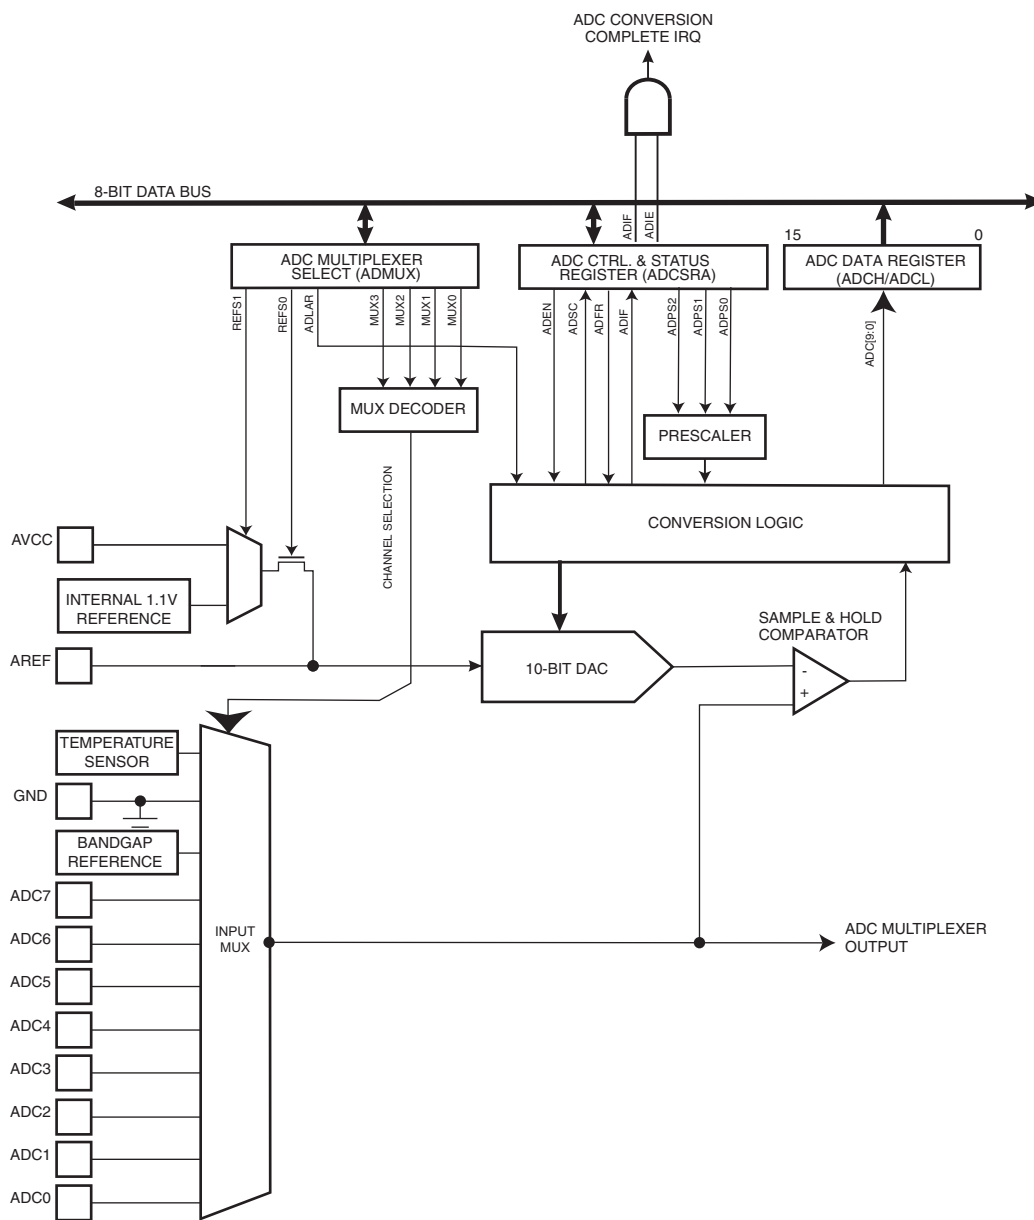 ADC CONVERSION
COMPLETE IRQ
8-BIT DATA BUS
ADIF
ADIE
15
0
ADC MULTIPLEXER
SELECT (ADMUX)
ADC CTRL. & STATUS
REGISTER (ADCSRA)
ADC DATA REGISTER
(ADCH/ADCL)
REFS1
REFS0
ADLAR
MUX3
MUX2
MUX1
MUX0
ADEN
ADSC
ADFR
ADIF
ADPS2
ADPS1
ADPS0
ADC[9:0]
MUX DECODER
PRESCALER
CHANNEL SELECTION
CONVERSION LOGIC
AVCC
INTERNAL 1.1V
REFERENCE
SAMPLE & HOLD
COMPARATOR
AREF
10-BIT DAC
-
+
TEMPERATURE
SENSOR
GND
BANDGAP
REFERENCE
ADC7
ADC6
INPUT
MUX
ADC MULTIPLEXER
OUTPUT
ADC5
ADC4
ADC3
ADC2
ADC1
ADC0